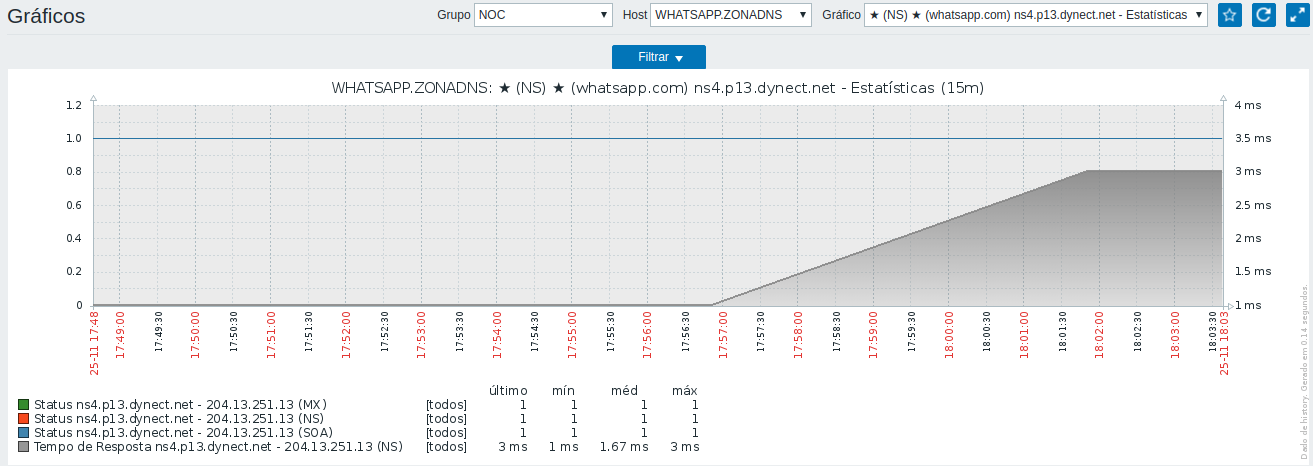 Gráficos
Grupo NOC Host WHATSAPP.ZONADNS Gráfico ★ (NS) ★ (whatsapp.com) ns4.p13.dynect.net - Estatísticas
Filtrar
WHATSAPP.ZONADNS: ★ (NS) ★ (whatsapp.com) ns4.p13.dynect.net - Estatísticas (15m)
1.2 4 ms
1.0 3.5 ms
0.8 3 ms
0.6 2.5 ms
0.4 2 ms
0.2 1.5 ms
0 1 ms
25-11 17:48
17:49:00
17:49:30
17:50:00
17:50:30
17:51:00
17:51:30
17:52:00
17:52:30
17:53:00
17:53:30
17:54:00
17:54:30
17:55:00
17:55:30
17:56:00
17:56:30
17:57:00
17:57:30
17:58:00
17:58:30
17:59:00
17:59:30
18:00:00
18:00:30
18:01:00
18:01:30
18:02:00
18:02:30
18:03:00
18:03:30
25-11 18:03
último mín méd máx
Status ns4.p13.dynect.net - 204.13.251.13 (MX) [todos] 1 1 1 1
Status ns4.p13.dynect.net - 204.13.251.13 (NS) [todos] 1 1 1 1
Status ns4.p13.dynect.net - 204.13.251.13 (SOA) [todos] 1 1 1 1
Tempo de Resposta ns4.p13.dynect.net - 204.13.251.13 (NS) [todos] 3 ms 1 ms 1.67 ms 3 ms
Dado de history. Gerado em 0.14 segundos.